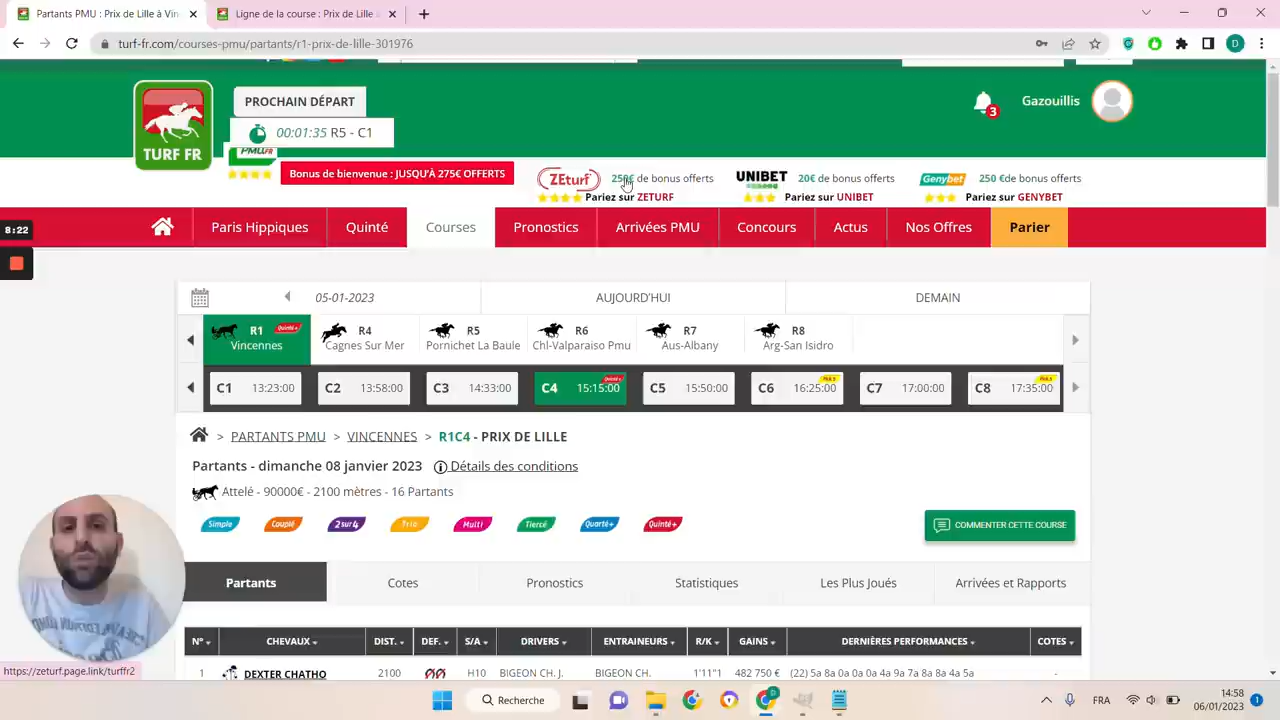 Partants PMU : Prix de Lille à Vin
Ligne de la course : Prix de Lille
turf-fr.com/courses-pmu/partants/r1-prix-de-lille-301976
D
PROCHAIN DÉPART
00:01:35 R5 - C1
TURF FR
3
Gazouillis
Bonus de bienvenue : JUSQU'À 275€ OFFERTS
ZEturf
250€ de bonus offerts
Pariez sur ZETURF
UNIBET
20€ de bonus offerts
Pariez sur UNIBET
Genybet
250 € de bonus offerts
Pariez sur GENYBET
8:22
Paris Hippiques
Quinté
Courses
Pronostics
Arrivées PMU
Concours
Actus
Nos Offres
Parier
05-01-2023
AUJOURD'HUI
DEMAIN
R1 Quinté+
Vincennes
R4
Cagnes Sur Mer
R5
Pornichet La Baule
R6
Chl-Valparaiso Pmu
R7
Aus-Albany
R8
Arg-San Isidro
C1 13:23:00
C2 13:58:00
C3 14:33:00
C4 15:15:00
C5 15:50:00
C6 16:25:00
C7 17:00:00
C8 17:35:00
> PARTANTS PMU > VINCENNES > R1C4 - PRIX DE LILLE
Partants - dimanche 08 janvier 2023 Détails des conditions
Attelé - 90000€ - 2100 mètres - 16 Partants
Simple
Couplé
2sur4
Trio
Multi
Tiercé
Quarté+
Quinté+
COMMENTER CETTE COURSE
Partants
Cotes
Pronostics
Statistiques
Les Plus Joués
Arrivées et Rapports
N° CHEVAUX DIST. DEF. S/A DRIVERS ENTRAINEURS R/K GAINS DERNIÈRES PERFORMANCES COTES
1 DEXTER CHATHO 2100 H10 BIGEON CH. J. BIGEON CH. 1'11"1 482 750 € (22) 5a 8a 0a 0a 4a 9a 7a 8a 8a 4a 5a -
https://zeturf.page.link/turffr2
Recherche
FRA
14:58
06/01/2023
1